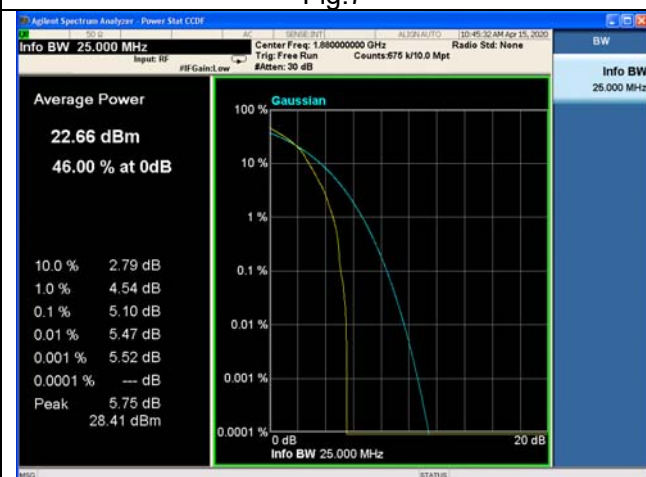 Fig.7
Agilent Spectrum Analyzer - Power Stat CCDF
50 Ω AC SENSE:INT ALIGN AUTO 10:45:32 AM Apr 15, 2020
Info BW 25.000 MHz
Center Freq: 1.880000000 GHz Radio Std: None
Input: RF Trig: Free Run Counts:675 k/10.0 Mpt
#IFGain:Low #Atten: 30 dB
BW
Info BW
25.000 MHz
Average Power
22.66 dBm
46.00 % at 0dB
10.0 % 2.79 dB
1.0 % 4.54 dB
0.1 % 5.10 dB
0.01 % 5.47 dB
0.001 % 5.52 dB
0.0001 % --- dB
Peak 5.75 dB
28.41 dBm
Gaussian
100 %
10 %
1 %
0.1 %
0.01 %
0.001 %
0.0001 %
0 dB 20 dB
Info BW 25.000 MHz
MSG STATUS